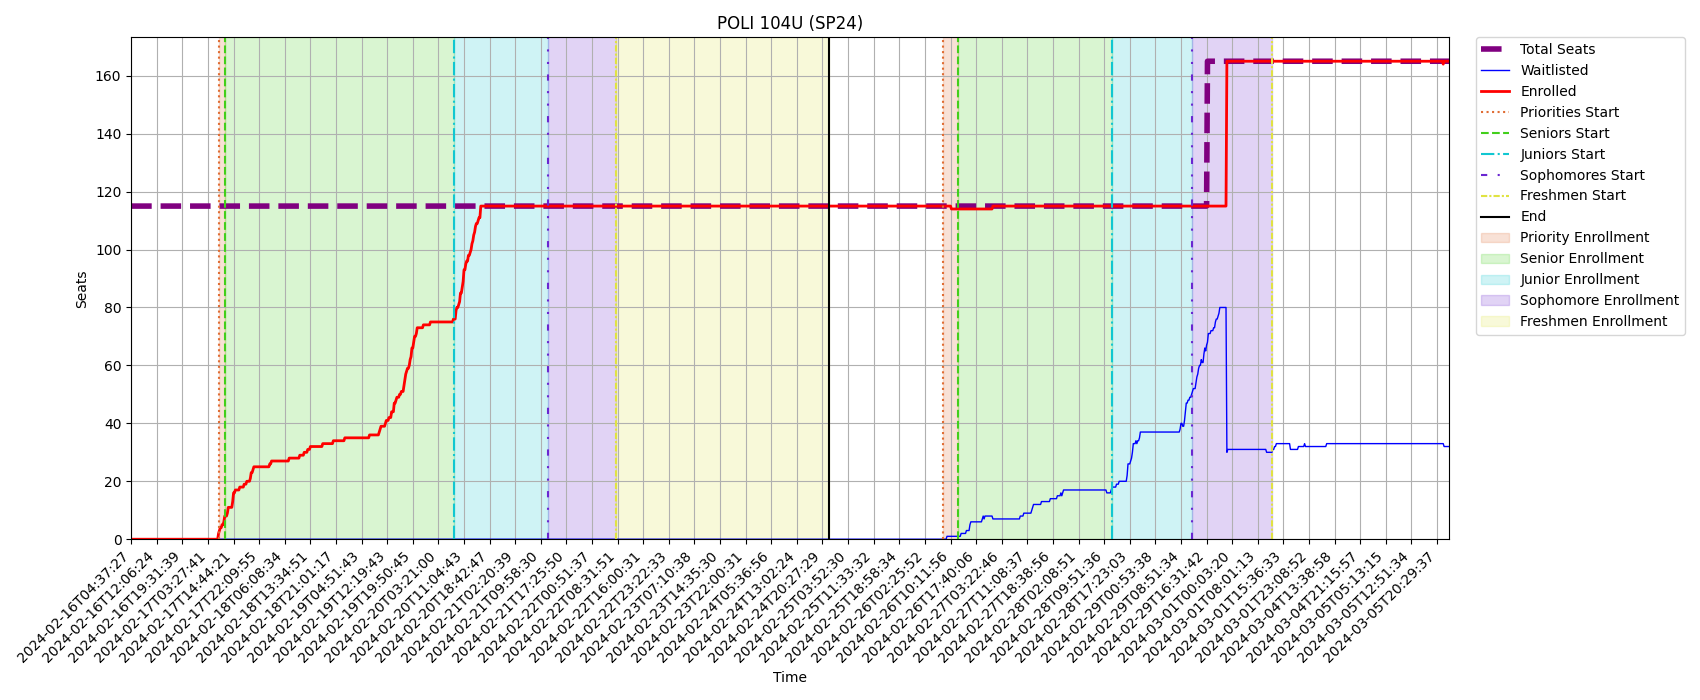 POLI 104U (SP24)
Seats
160
140
120
100
80
60
40
20
0
2024-02-16T04:37:27
2024-02-16T12:06:24
2024-02-16T19:31:39
2024-02-17T03:27:41
2024-02-17T14:44:21
2024-02-17T22:09:55
2024-02-18T06:08:34
2024-02-18T13:34:51
2024-02-18T21:01:17
2024-02-19T04:51:43
2024-02-19T12:19:43
2024-02-19T19:50:45
2024-02-20T03:21:00
2024-02-20T11:04:43
2024-02-20T18:42:47
2024-02-21T02:20:39
2024-02-21T09:58:30
2024-02-21T17:25:50
2024-02-22T00:51:37
2024-02-22T08:31:51
2024-02-22T16:00:31
2024-02-22T23:22:33
2024-02-23T07:10:38
2024-02-23T14:35:30
2024-02-23T22:00:31
2024-02-24T05:36:56
2024-02-24T13:02:24
2024-02-24T20:27:29
2024-02-25T03:52:30
2024-02-25T11:33:32
2024-02-25T18:58:34
2024-02-26T02:25:52
2024-02-26T10:11:56
2024-02-26T17:40:06
2024-02-27T03:22:46
2024-02-27T11:08:37
2024-02-27T18:38:56
2024-02-28T02:08:51
2024-02-28T09:51:36
2024-02-28T17:23:03
2024-02-29T00:53:38
2024-02-29T08:51:34
2024-02-29T16:31:42
2024-03-01T00:03:20
2024-03-01T08:01:13
2024-03-01T15:36:33
2024-03-01T23:08:52
2024-03-04T13:38:58
2024-03-04T21:15:57
2024-03-05T05:13:15
2024-03-05T12:51:34
2024-03-05T20:29:37
Time
Total Seats
Waitlisted
Enrolled
Priorities Start
Seniors Start
Juniors Start
Sophomores Start
Freshmen Start
End
Priority Enrollment
Senior Enrollment
Junior Enrollment
Sophomore Enrollment
Freshmen Enrollment